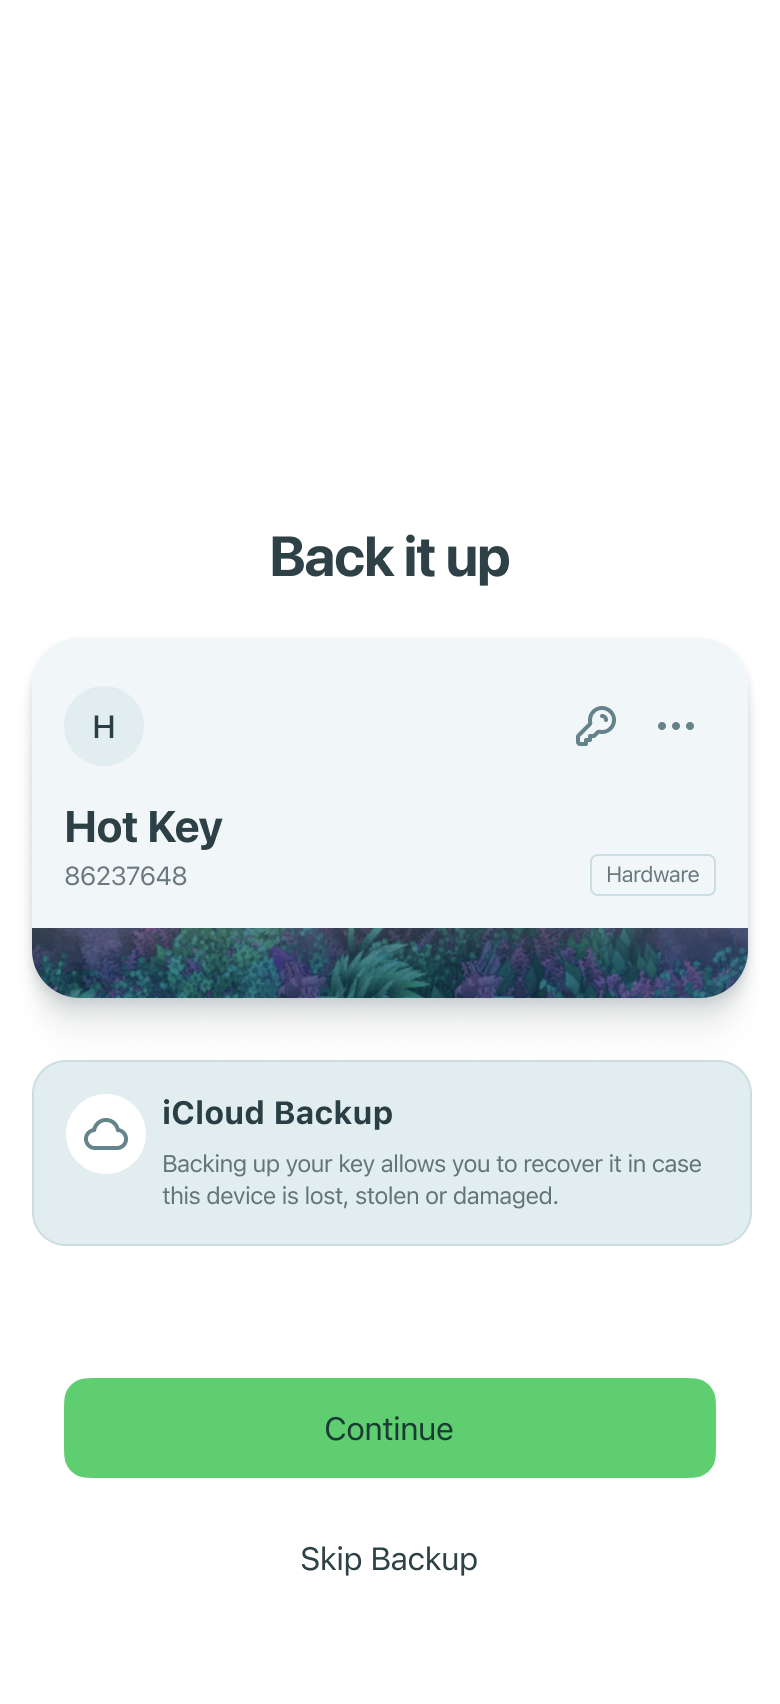 Back it up
H
Hot Key
86237648
Hardware
iCloud Backup
Backing up your key allows you to recover it in case
this device is lost, stolen or damaged.
Continue
Skip Backup